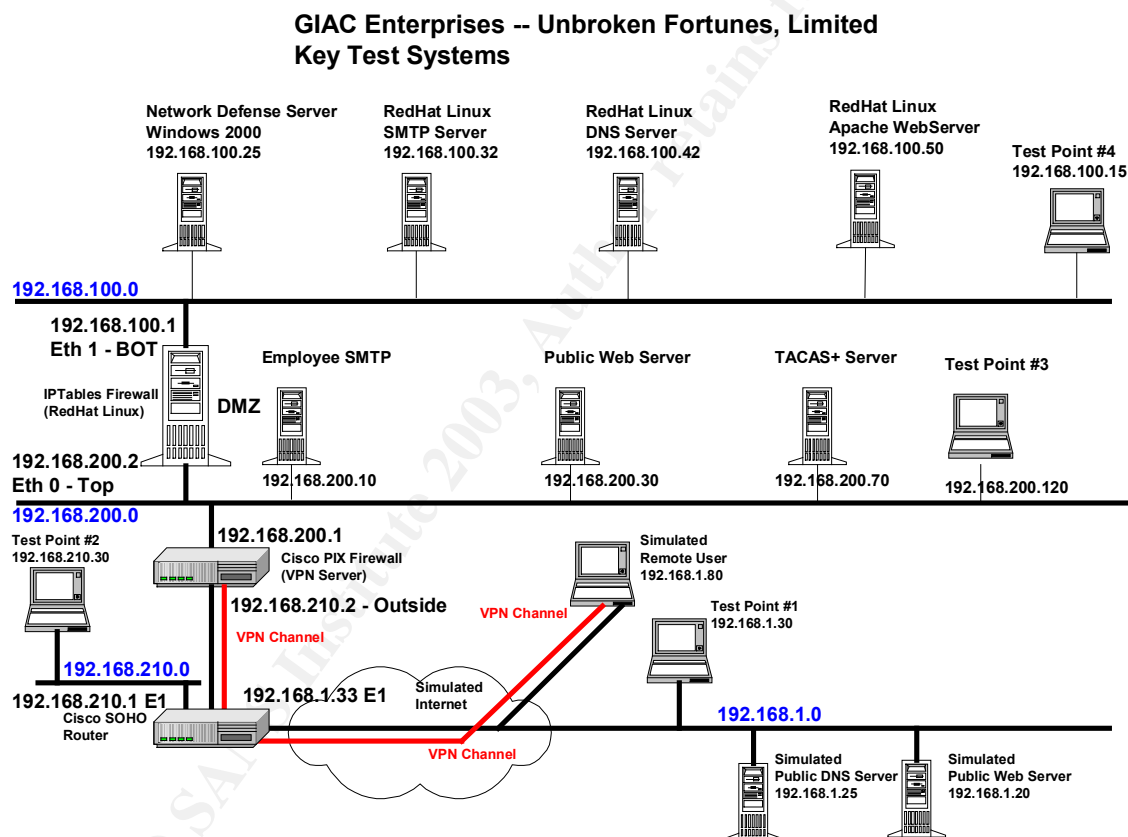 GIAC Enterprises -- Unbroken Fortunes, Limited
Key Test Systems
Network Defense Server
Windows 2000
192.168.100.25
RedHat Linux
SMTP Server
192.168.100.32
RedHat Linux
DNS Server
192.168.100.42
RedHat Linux
Apache WebServer
192.168.100.50
Test Point #4
192.168.100.15
192.168.100.0
192.168.100.1
Eth 1 - BOT
IPTables Firewall
(RedHat Linux)
DMZ
Employee SMTP
Public Web Server
TACAS+ Server
Test Point #3
192.168.200.2
Eth 0 - Top
192.168.200.10
192.168.200.30
192.168.200.70
192.168.200.120
192.168.200.0
Test Point #2
192.168.210.30
192.168.200.1
Cisco PIX Firewall
(VPN Server)
192.168.210.2 - Outside
VPN Channel
Simulated
Remote User
192.168.1.80
VPN Channel
Test Point #1
192.168.1.30
192.168.210.0
192.168.210.1 E1
Cisco SOHO
Router
192.168.1.33 E1
Simulated
Internet
VPN Channel
192.168.1.0
Simulated
Public DNS Server
192.168.1.25
Simulated
Public Web Server
192.168.1.20
SANS Institute 2003, Author retains